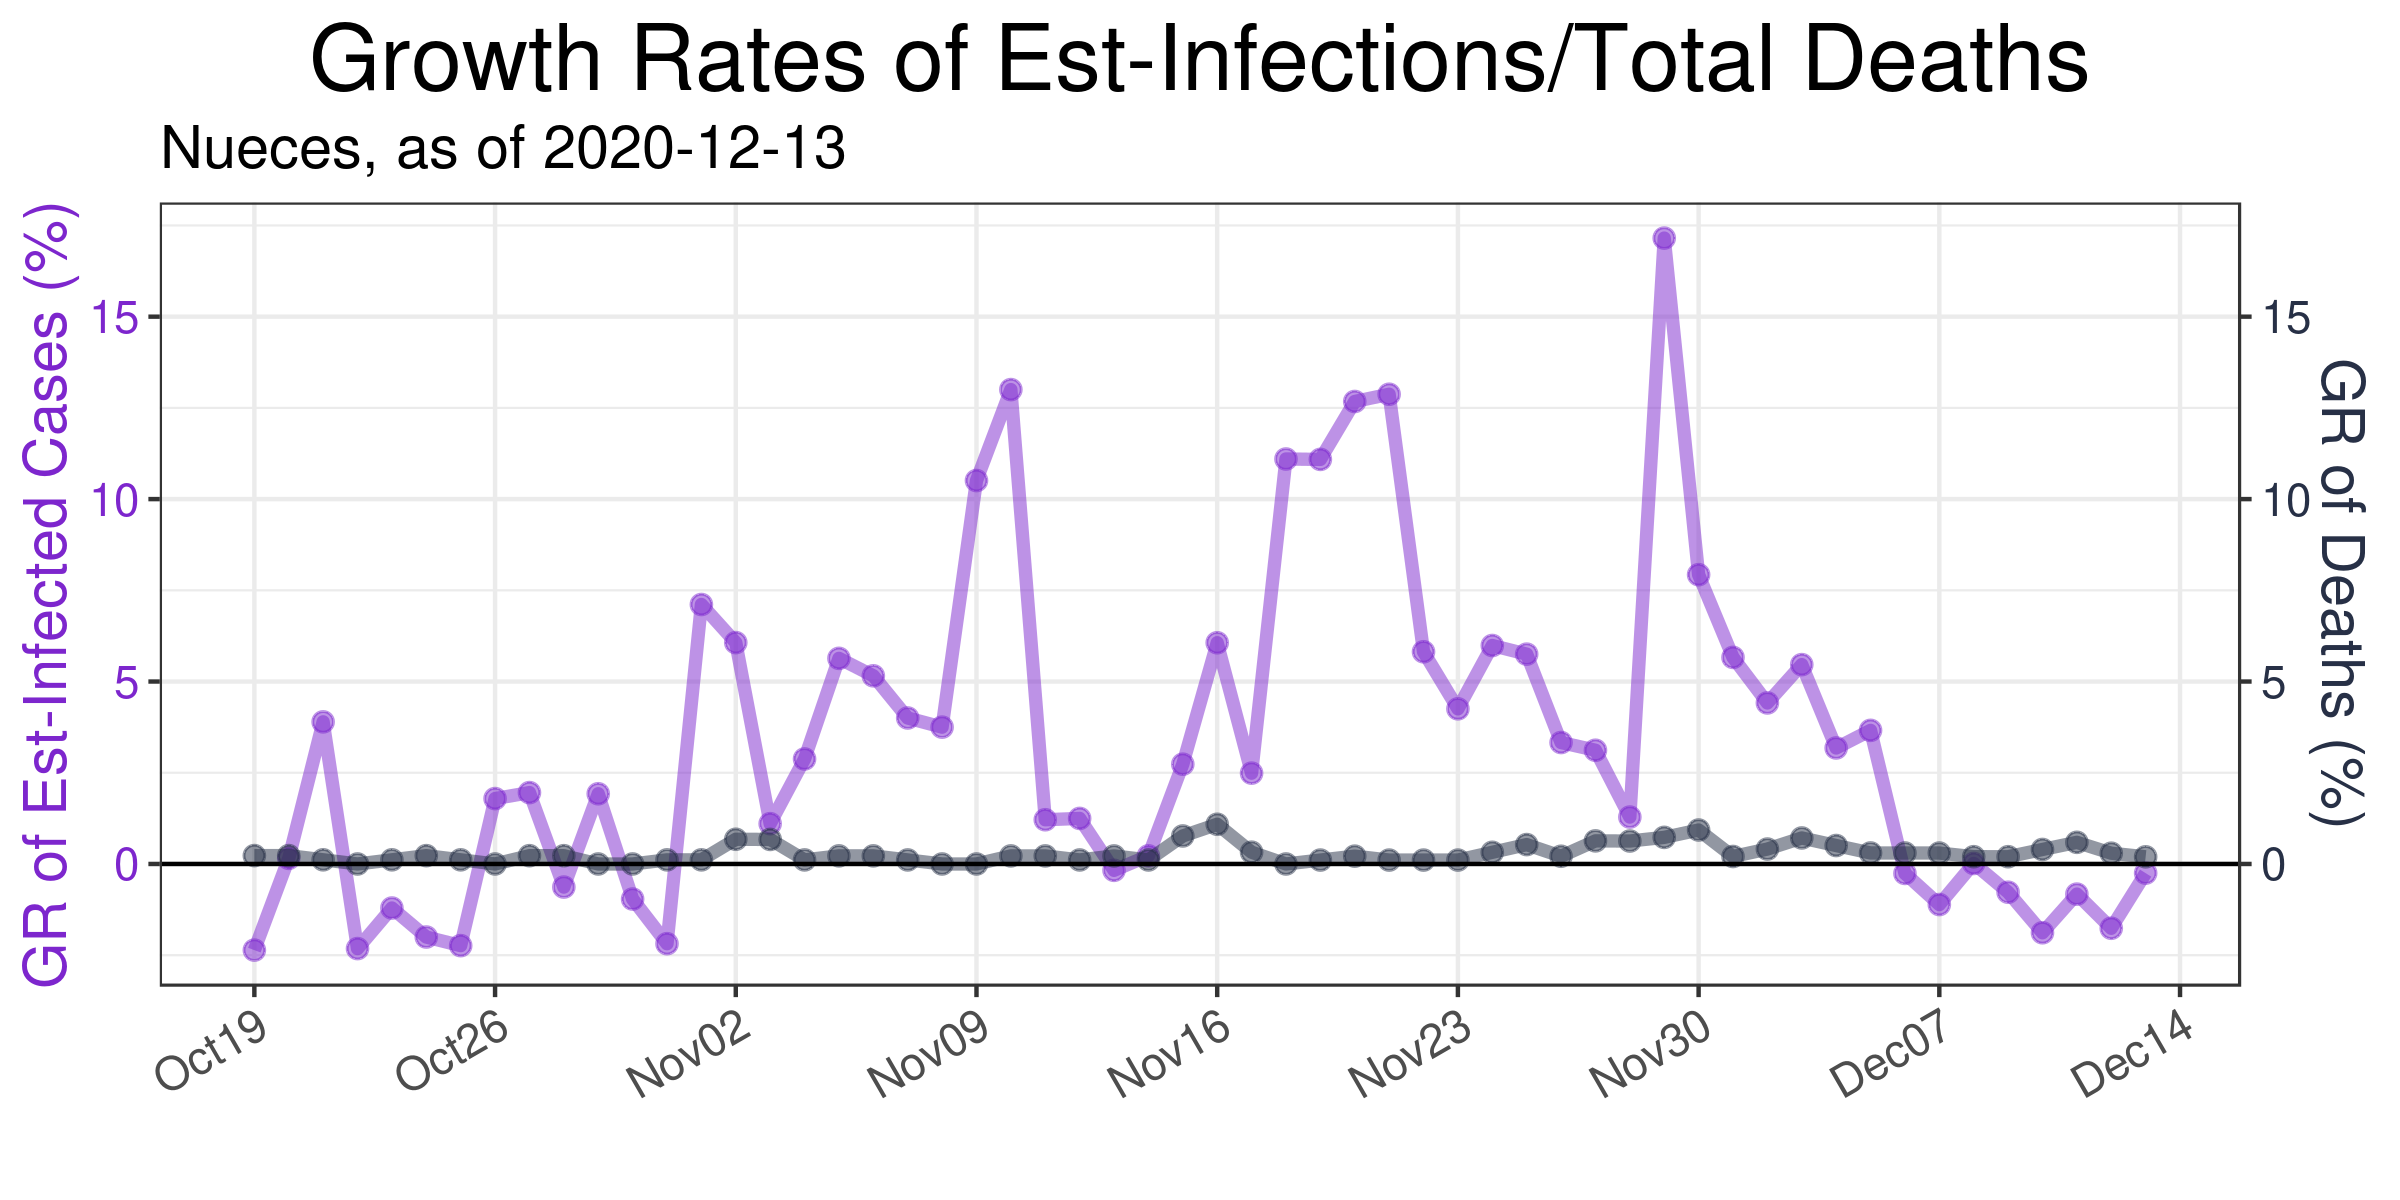 Growth Rates of Est-Infections/Total Deaths
Nueces, as of 2020-12-13
GR of Est-Infected Cases (%)
15
10
5
0
15
10
5
0
GR of Deaths (%)
Oct19
Oct26
Nov02
Nov09
Nov16
Nov23
Nov30
Dec07
Dec14